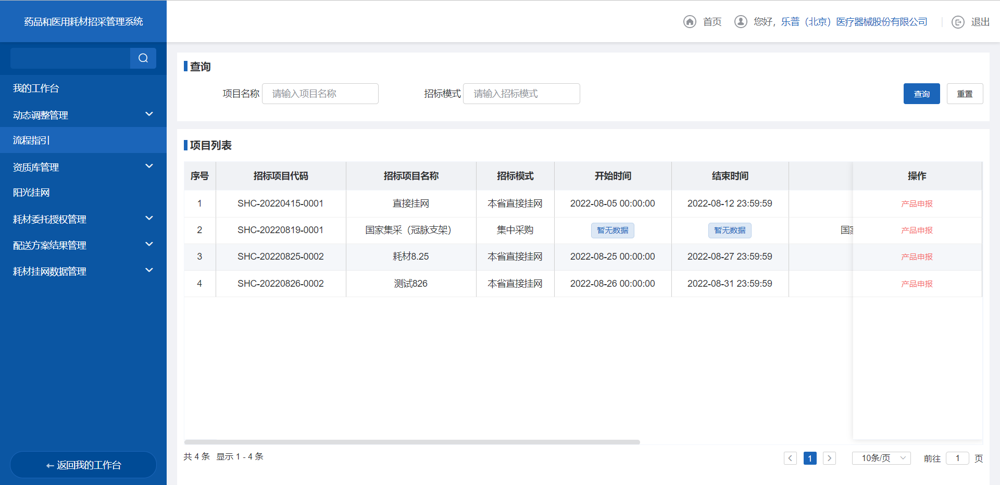 药品和医用耗材招采管理系统
首页 您好，乐普（北京）医疗器械股份有限公司 退出
我的工作台
动态调整管理
流程指引
资质库管理
阳光挂网
耗材委托授权管理
配送方案结果管理
耗材挂网数据管理
←返回我的工作台
查询
项目名称 请输入项目名称 招标模式 请输入招标模式 查询 重置
项目列表
序号 招标项目代码 招标项目名称 招标模式 开始时间 结束时间 操作
1 SHC-20220415-0001 直接挂网 本省直接挂网 2022-08-05 00:00:00 2022-08-12 23:59:59 产品申报
2 SHC-20220819-0001 国家集采（冠脉支架） 集中采购 暂无数据 暂无数据 国家 产品申报
3 SHC-20220825-0002 耗材8.25 本省直接挂网 2022-08-25 00:00:00 2022-08-27 23:59:59 产品申报
4 SHC-20220826-0002 测试826 本省直接挂网 2022-08-26 00:00:00 2022-08-31 23:59:59 产品申报
共 4 条 显示 1 - 4 条 1 10条/页 前往 1 页